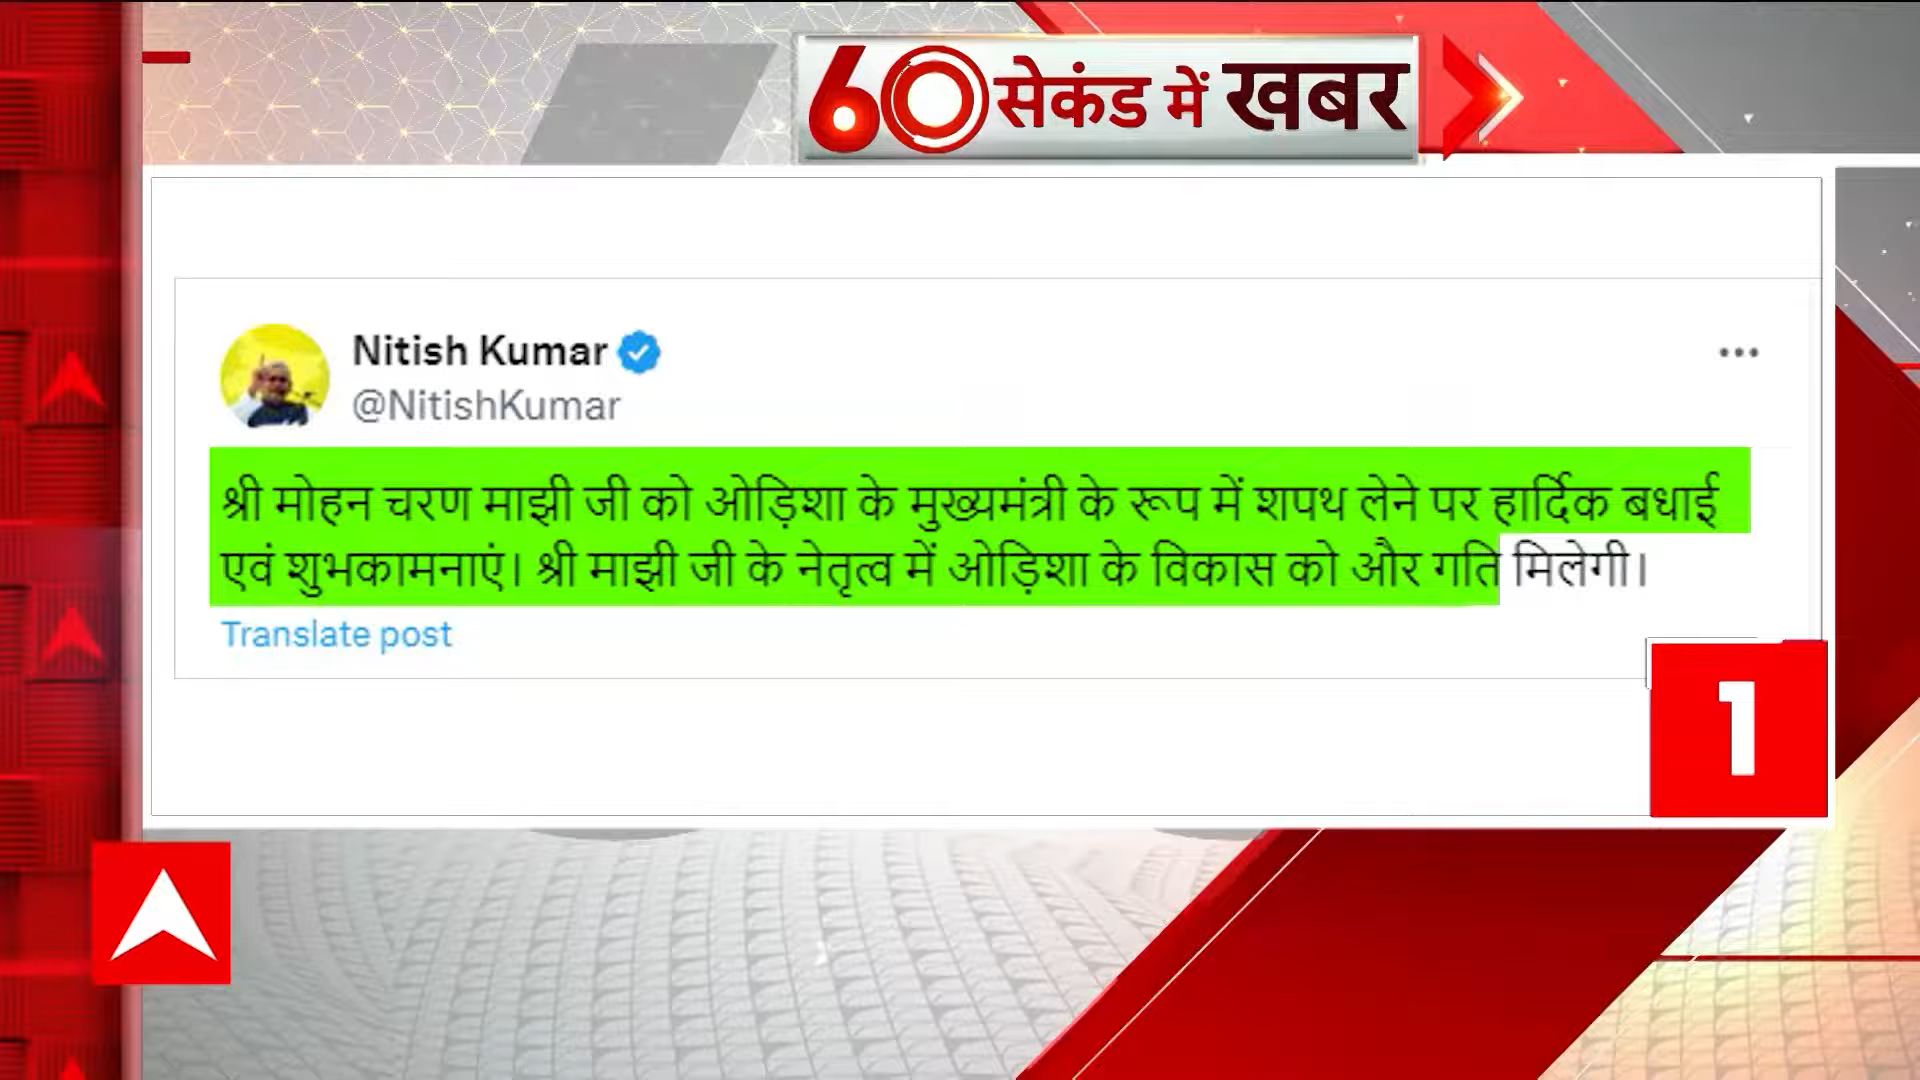 60 सेकंड में खबर
Nitish Kumar
@NitishKumar
श्री मोहन चरण माझी जी को ओड़िशा के मुख्यमंत्री के रूप में शपथ लेने पर हार्दिक बधाई
एवं शुभकामनाएं। श्री माझी जी के नेतृत्व में ओड़िशा के विकास को और गति मिलेगी।
Translate post
1